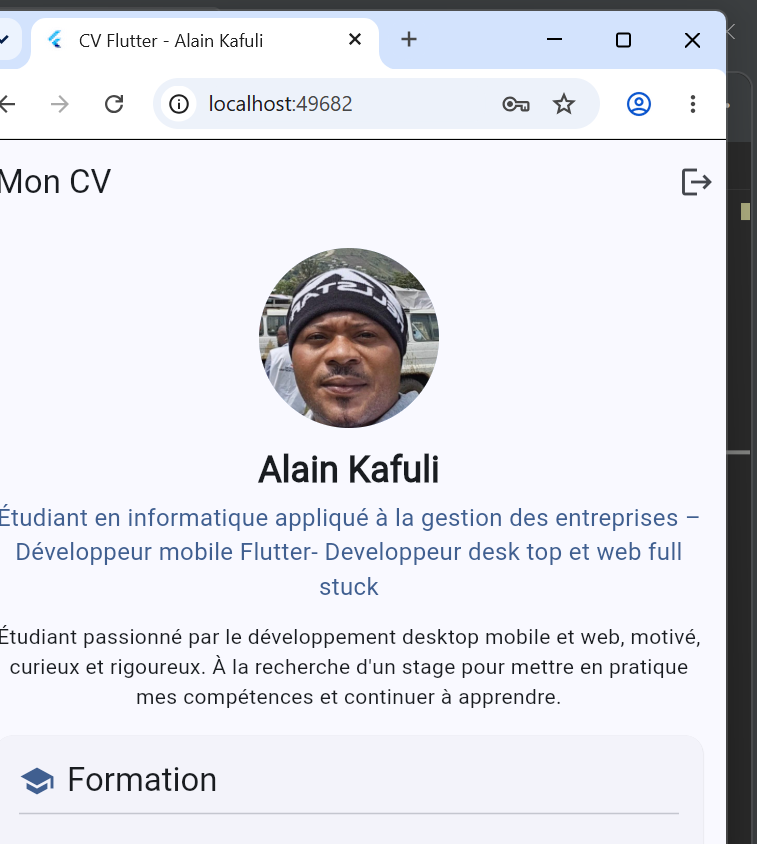 CV Flutter - Alain Kafuli
localhost:49682
Mon CV
Alain Kafuli
Étudiant en informatique appliqué à la gestion des entreprises –
Développeur mobile Flutter- Developpeur desk top et web full
stuck
Étudiant passionné par le développement desktop mobile et web, motivé,
curieux et rigoureux. À la recherche d'un stage pour mettre en pratique
mes compétences et continuer à apprendre.
Formation